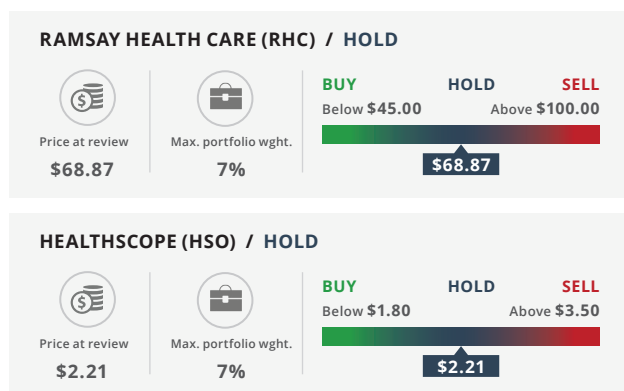 RAMSAY HEALTH CARE (RHC) / HOLD
BUY HOLD SELL
Below $45.00 Above $100.00
Price at review Max. portfolio wght.
$68.87 7% $68.87
HEALTHSCOPE (HSO) / HOLD
BUY HOLD SELL
Below $1.80 Above $3.50
Price at review Max. portfolio wght.
$2.21 7% $2.21